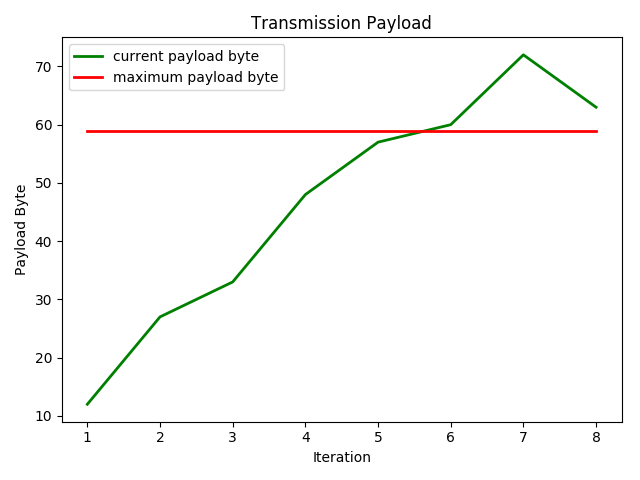 Transmission Payload
current payload byte
maximum payload byte
70
60
50
40
30
20
10
Payload Byte
1 2 3 4 5 6 7 8
Iteration